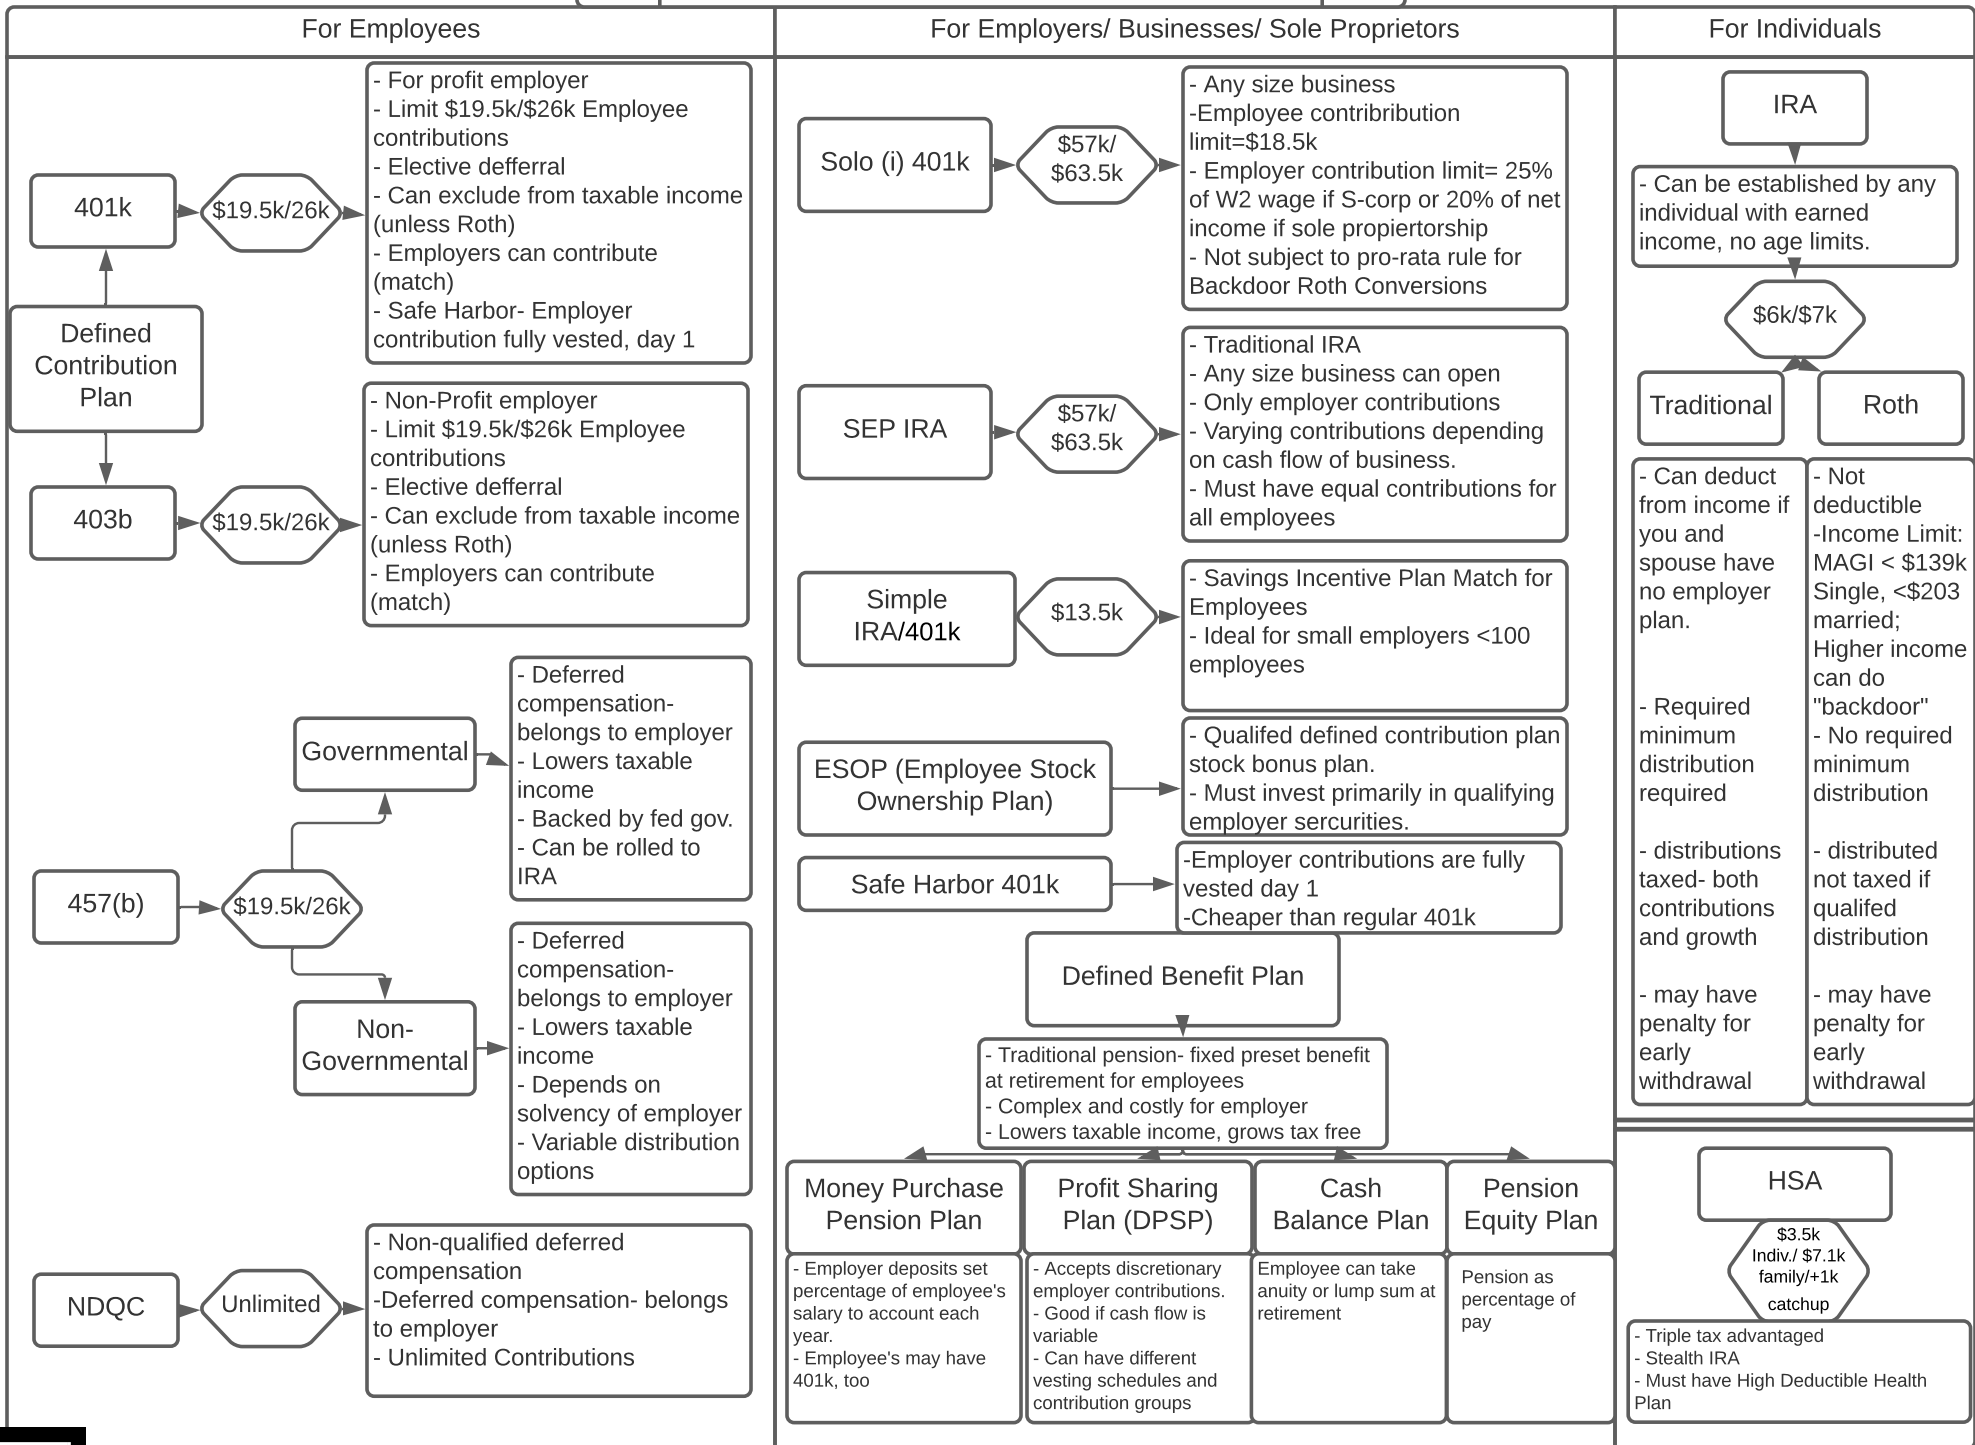 For Employees
For Employers/ Businesses/ Sole Proprietors
For Individuals
401k
$19.5k/26k
- For profit employer
- Limit $19.5k/$26k Employee
contributions
- Elective defferral
- Can exclude from taxable income
(unless Roth)
- Employers can contribute
(match)
- Safe Harbor- Employer
contribution fully vested, day 1
Defined
Contribution
Plan
403b
$19.5k/26k
- Non-Profit employer
- Limit $19.5k/$26k Employee
contributions
- Elective defferral
- Can exclude from taxable income
(unless Roth)
- Employers can contribute
(match)
457(b)
$19.5k/26k
Governmental
- Deferred
compensation-
belongs to employer
- Lowers taxable
income
- Backed by fed gov.
- Can be rolled to
IRA
Non-
Governmental
- Deferred
compensation-
belongs to employer
- Lowers taxable
income
- Depends on
solvency of employer
- Variable distribution
options
NDQC
Unlimited
- Non-qualified deferred
compensation
-Deferred compensation- belongs
to employer
- Unlimited Contributions
Solo (i) 401k
$57k/
$63.5k
- Any size business
-Employee contribribution
limit=$18.5k
- Employer contribution limit= 25%
of W2 wage if S-corp or 20% of net
income if sole propiertorship
- Not subject to pro-rata rule for
Backdoor Roth Conversions
SEP IRA
$57k/
$63.5k
- Traditional IRA
- Any size business can open
- Only employer contributions
- Varying contributions depending
on cash flow of business.
- Must have equal contributions for
all employees
Simple
IRA/401k
$13.5k
- Savings Incentive Plan Match for
Employees
- Ideal for small employers <100
employees
ESOP (Employee Stock
Ownership Plan)
- Qualifed defined contribution plan
stock bonus plan.
- Must invest primarily in qualifying
employer sercurities.
Safe Harbor 401k
-Employer contributions are fully
vested day 1
-Cheaper than regular 401k
Defined Benefit Plan
- Traditional pension- fixed preset benefit
at retirement for employees
- Complex and costly for employer
- Lowers taxable income, grows tax free
Money Purchase
Pension Plan
- Employer deposits set
percentage of employee's
salary to account each
year.
- Employee's may have
401k, too
Profit Sharing
Plan (DPSP)
- Accepts discretionary
employer contributions.
- Good if cash flow is
variable
- Can have different
vesting schedules and
contribution groups
Cash
Balance Plan
Employee can take
anuity or lump sum at
retirement
Pension
Equity Plan
Pension as
percentage of
pay
IRA
- Can be established by any
individual with earned
income, no age limits.
$6k/$7k
Traditional
- Can deduct
from income if
you and
spouse have
no employer
plan.
- Required
minimum
distribution
required
- distributions
taxed- both
contributions
and growth
- may have
penalty for
early
withdrawal
Roth
- Not
deductible
-Income Limit:
MAGI < $139k
Single, <$203
married;
Higher income
can do
"backdoor"
- No required
minimum
distribution
- distributed
not taxed if
qualifed
distribution
- may have
penalty for
early
withdrawal
HSA
$3.5k
Indiv./ $7.1k
family/+1k
catchup
- Triple tax advantaged
- Stealth IRA
- Must have High Deductible Health
Plan